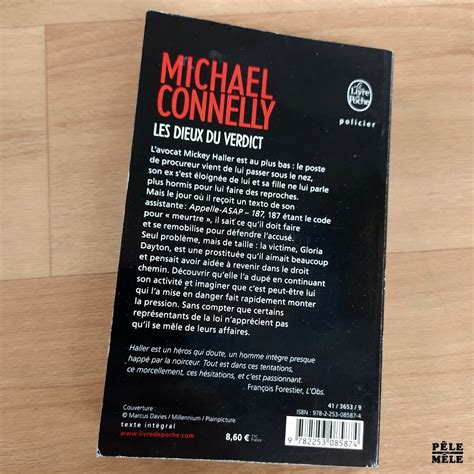 MICHAEL
CONNELLY
LES DIEUX DU VERDICT
Le Livre de Poche
policier
L'avocat Mickey Haller est au plus bas : le poste
de procureur vient de lui passer sous le nez,
son ex s'est éloignée de lui et sa fille ne lui parle
plus hormis pour lui faire des reproches.
Mais le jour où il reçoit un texto de son
assistante : Appelle-ASAP – 187, 187 étant le code
pour « meurtre », il sait ce qu'il doit faire
et se remobilise pour défendre l'accusé.
Seul problème, mais de taille : la victime, Gloria
Dayton, est une prostituée qu'il aimait beaucoup
et pensait avoir aidée à revenir dans le droit
chemin. Découvrir qu'elle l'a dupé en continuant
son activité et imaginer que c'est peut-être lui
qui l'a mise en danger fait rapidement monter
la pression. Sans compter que certains
représentants de la loi n'apprécient pas
qu'il se mêle de leurs affaires.
Haller est un héros qui doute, un homme intègre presque
happé par la noirceur. Tout est dans ces tentations,
ce morcellement, ces hésitations, et c'est passionnant.
François Forestier, L'Obs.
Couverture :
© Marcus Davies / Millennium / Plainpicture.
texte intégral
www.livredepoche.com
8,60 € TTC
France
41 / 3653 / 9
ISBN : 978-2-253-08587-4
9 782253 085874
PÊLE
MÊLE